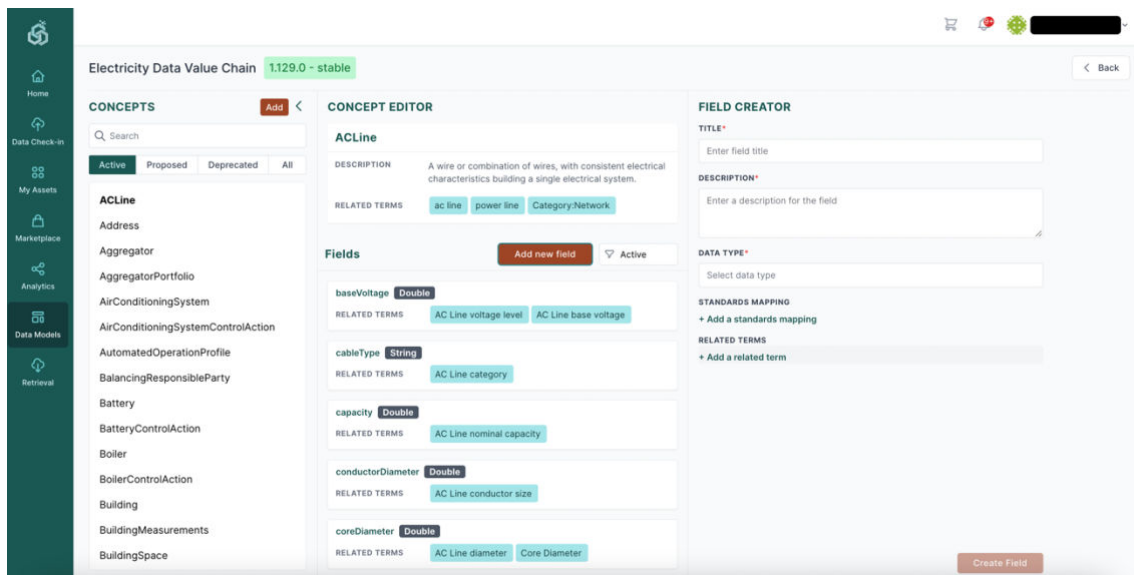 9+
Home
Data Check-in
My Assets
Marketplace
Analytics
Data Models
Retrieval
Electricity Data Value Chain 1.129.0 - stable
Back
CONCEPTS Add
Search
Active Proposed Deprecated All
ACLine
Address
Aggregator
AggregatorPortfolio
AirConditioningSystem
AirConditioningSystemControlAction
AutomatedOperationProfile
BalancingResponsibleParty
Battery
BatteryControlAction
Boiler
BoilerControlAction
Building
BuildingMeasurements
BuildingSpace
CONCEPT EDITOR
ACLine
DESCRIPTION A wire or combination of wires, with consistent electrical
characteristics building a single electrical system.
RELATED TERMS ac line power line Category:Network
Fields Add new field Active
baseVoltage Double
RELATED TERMS AC Line voltage level AC Line base voltage
cableType String
RELATED TERMS AC Line category
capacity Double
RELATED TERMS AC Line nominal capacity
conductorDiameter Double
RELATED TERMS AC Line conductor size
coreDiameter Double
RELATED TERMS AC Line diameter Core Diameter
FIELD CREATOR
TITLE*
Enter field title
DESCRIPTION*
Enter a description for the field
DATA TYPE*
Select data type
STANDARDS MAPPING
+ Add a standards mapping
RELATED TERMS
+ Add a related term
Create Field